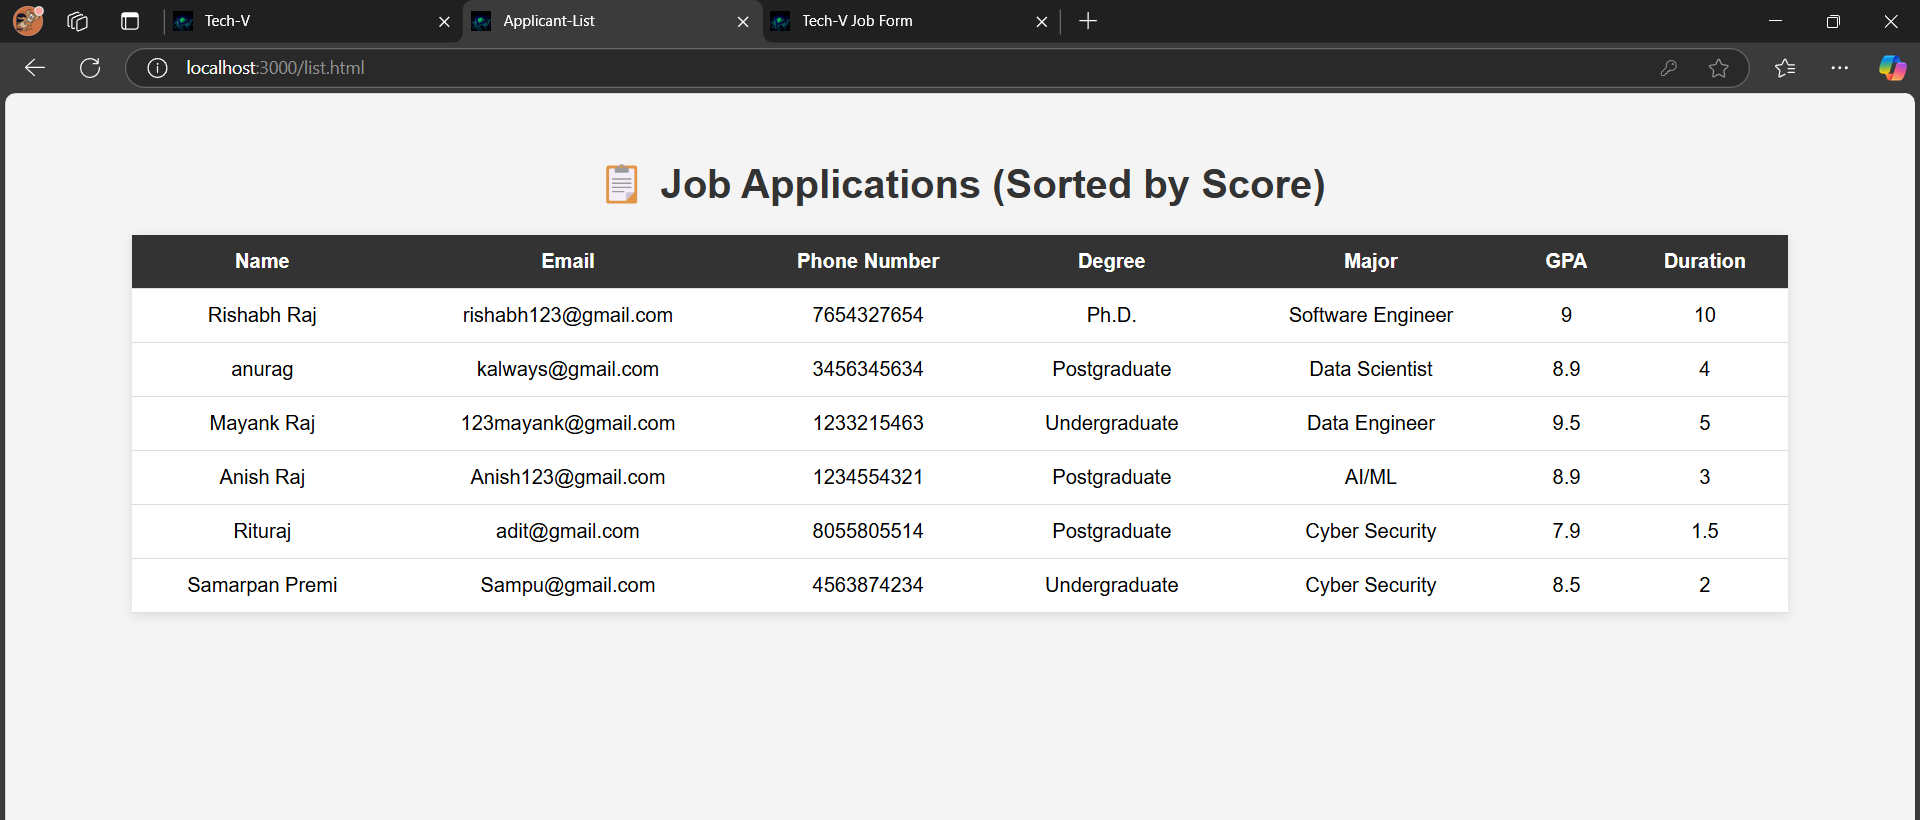 Tech-V
Applicant-List
Tech-V Job Form
localhost:3000/list.html
📋 Job Applications (Sorted by Score)
Name Email Phone Number Degree Major GPA Duration
Rishabh Raj rishabh123@gmail.com 7654327654 Ph.D. Software Engineer 9 10
anurag kalways@gmail.com 3456345634 Postgraduate Data Scientist 8.9 4
Mayank Raj 123mayank@gmail.com 1233215463 Undergraduate Data Engineer 9.5 5
Anish Raj Anish123@gmail.com 1234554321 Postgraduate AI/ML 8.9 3
Rituraj adit@gmail.com 8055805514 Postgraduate Cyber Security 7.9 1.5
Samarpan Premi Sampu@gmail.com 4563874234 Undergraduate Cyber Security 8.5 2